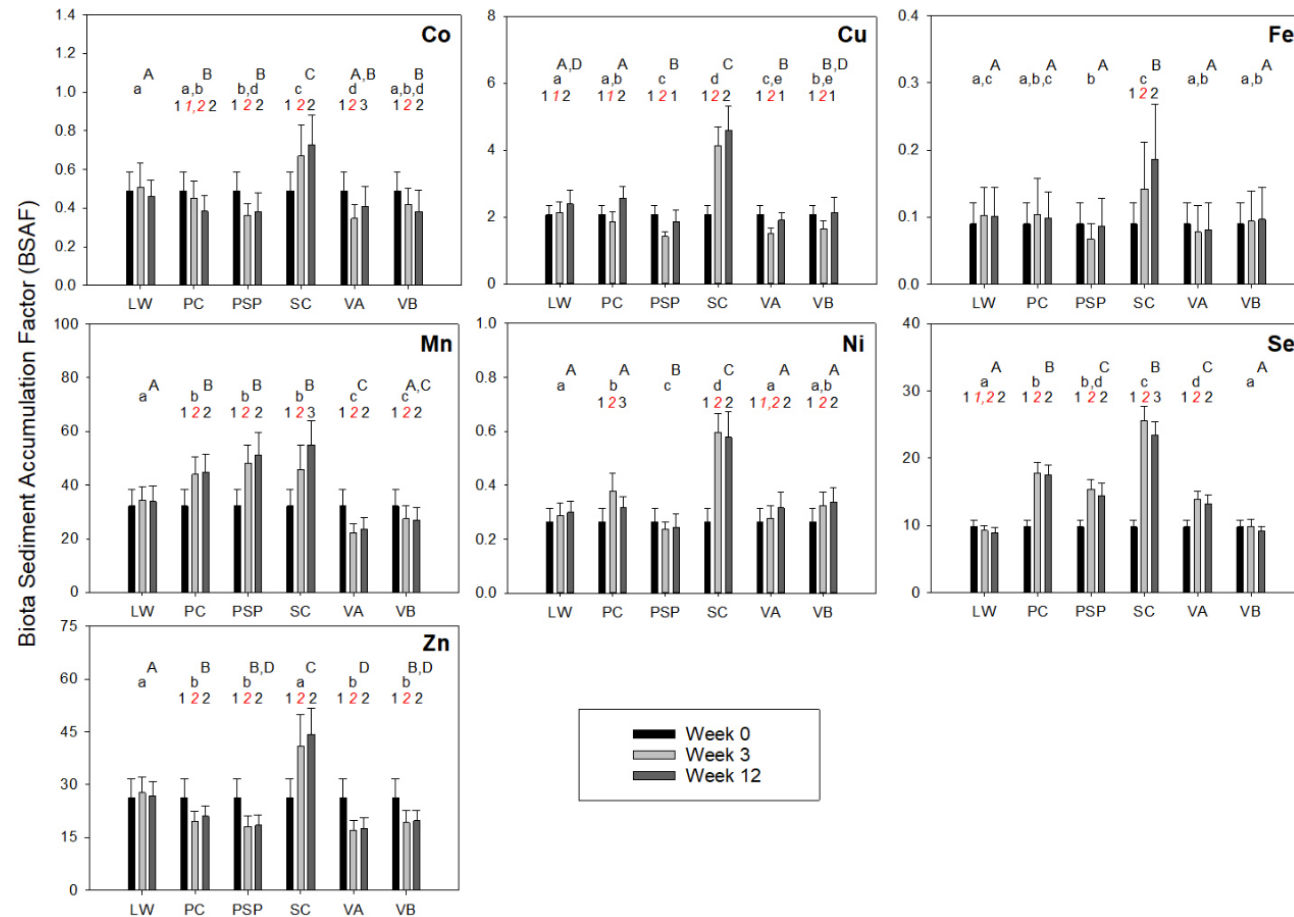 Biota Sediment Accumulation Factor (BSAF)
Co
1.4
1.2
1.0
0.8
0.6
0.4
0.2
0.0
A B B C A,B B
a a,b b,d c d a,b,d
1 1,2 2 1 2 2 1 2 2 1 2 3 1 2 2
LW PC PSP SC VA VB
Cu
8
6
4
2
0
A,D A B C B B,D
a a,b c d c,e b,e
1 1 2 1 1 2 1 2 1 1 2 2 1 2 1 1 2 1
LW PC PSP SC VA VB
Fe
0.4
0.3
0.2
0.1
0.0
A A A B A A
a,c a,b,c b c a,b a,b
1 2 2
LW PC PSP SC VA VB
Mn
100
80
60
40
20
0
A B B B C A,C
a b b b c c
1 2 2 1 2 2 1 2 3 1 2 2 1 2 2
LW PC PSP SC VA VB
Ni
1.0
0.8
0.6
0.4
0.2
0.0
A A B C A A
a b c d a a,b
1 2 3 1 2 2 1 1,2 2 1 2 2
LW PC PSP SC VA VB
Se
40
30
20
10
0
A B C B C A
a b b,d c d a
1 1,2 2 1 2 2 1 2 2 1 2 3 1 2 2
LW PC PSP SC VA VB
Zn
75
60
45
30
15
0
A B B,D C D B,D
a b b a b b
1 2 2 1 2 2 1 2 2 1 2 2 1 2 2
LW PC PSP SC VA VB
Week 0
Week 3
Week 12